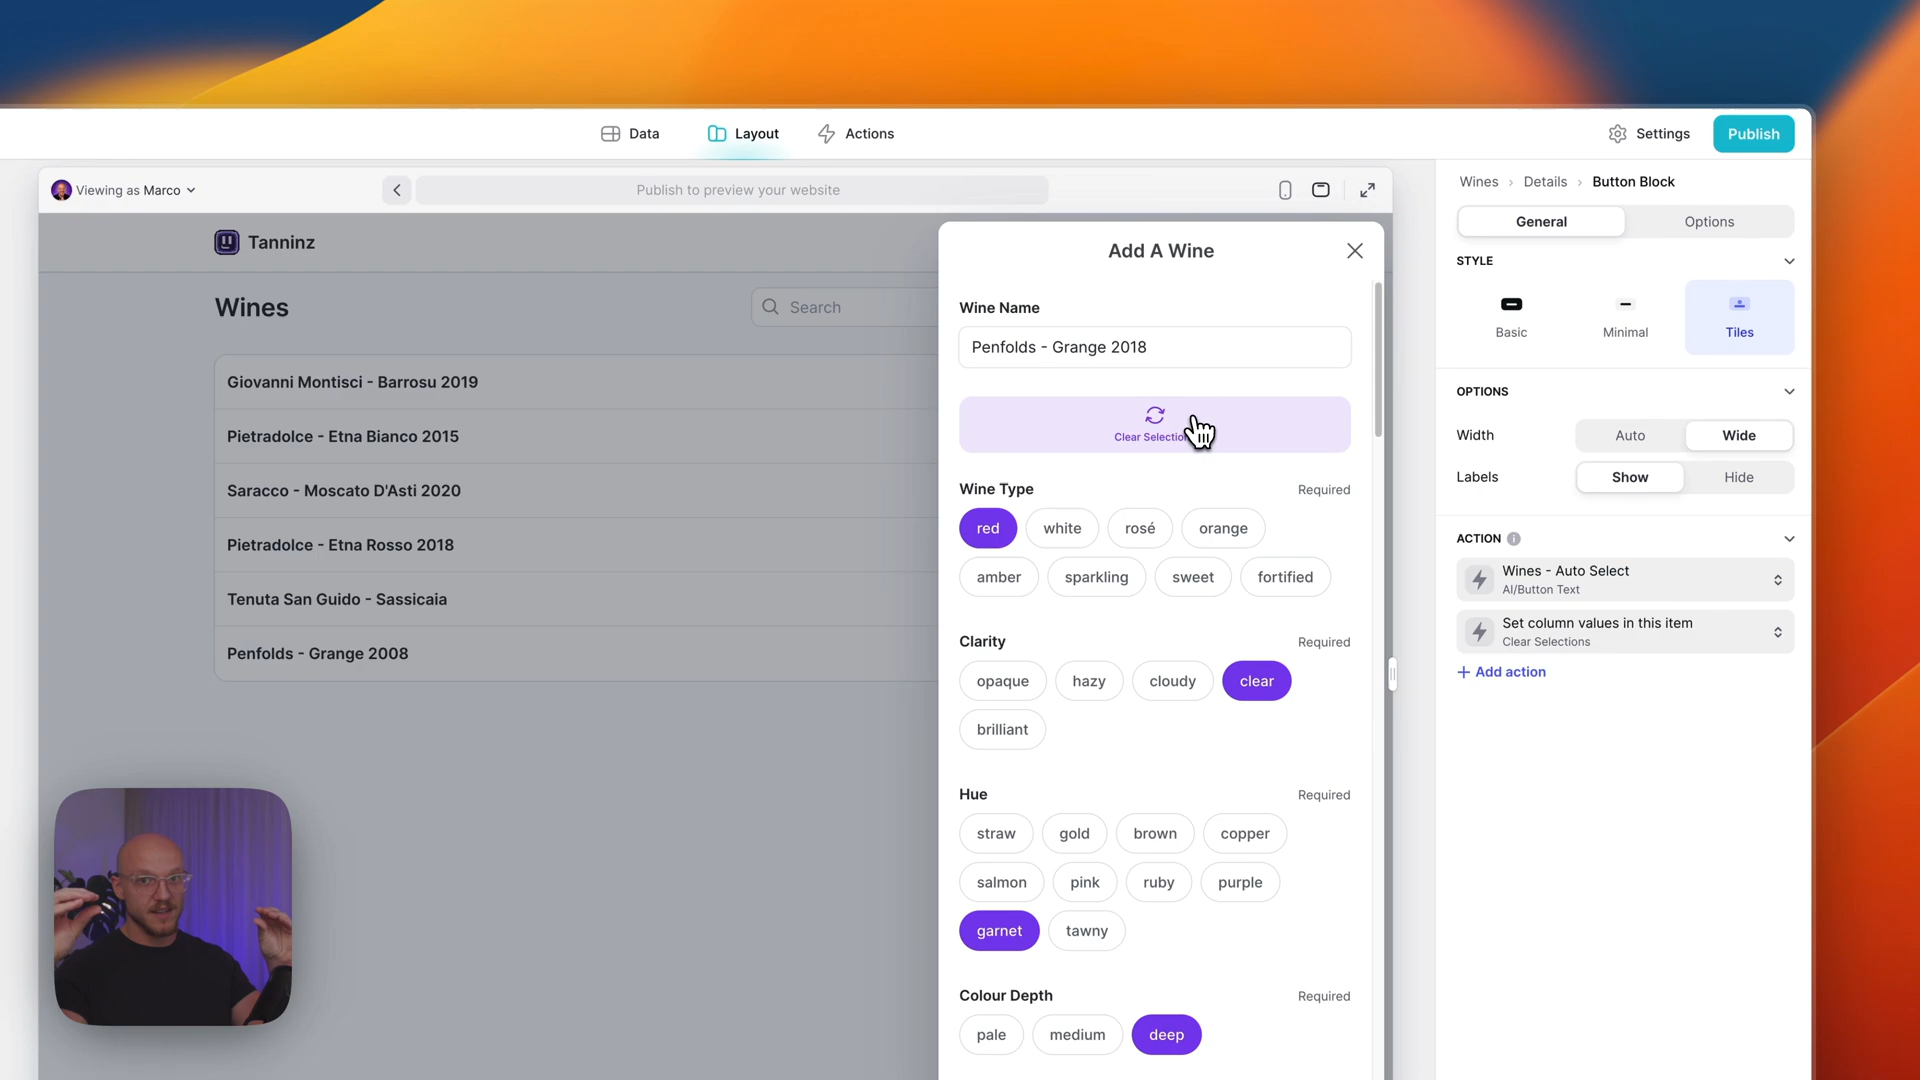 Data
Layout
Actions
Settings
Publish
Viewing as Marco
Publish to preview your website
Tanninz
Wines
Search
Giovanni Montisci - Barrosu 2019
Pietradolce - Etna Bianco 2015
Saracco - Moscato D'Asti 2020
Pietradolce - Etna Rosso 2018
Tenuta San Guido - Sassicaia
Penfolds - Grange 2008
Add A Wine
Wine Name
Penfolds - Grange 2018
Clear Selection
Wine Type Required
red white rosé orange
amber sparkling sweet fortified
Clarity Required
opaque hazy cloudy clear
brilliant
Hue Required
straw gold brown copper
salmon pink ruby purple
garnet tawny
Colour Depth Required
pale medium deep
Wines › Details › Button Block
General Options
STYLE
Basic Minimal Tiles
OPTIONS
Width Auto Wide
Labels Show Hide
ACTION
Wines - Auto Select
AI/Button Text
Set column values in this item
Clear Selections
+ Add action